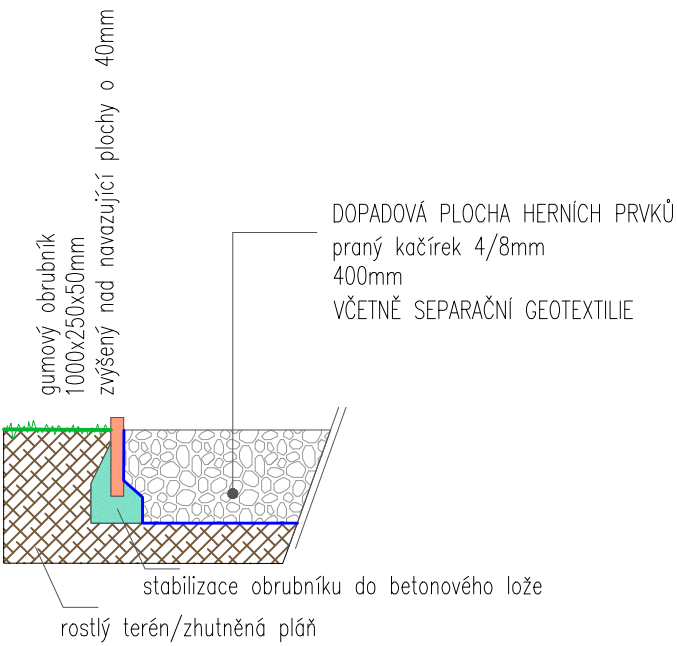 gumový obrubník
1000x250x50mm
zvýšený nad navazující plochy o 40mm
DOPADOVÁ PLOCHA HERNÍCH PRVKŮ
praný kačírek 4/8mm
400mm
VČETNĚ SEPARAČNÍ GEOTEXTILIE
stabilizace obrubníku do betonového lože
rostlý terén/zhutněná pláň